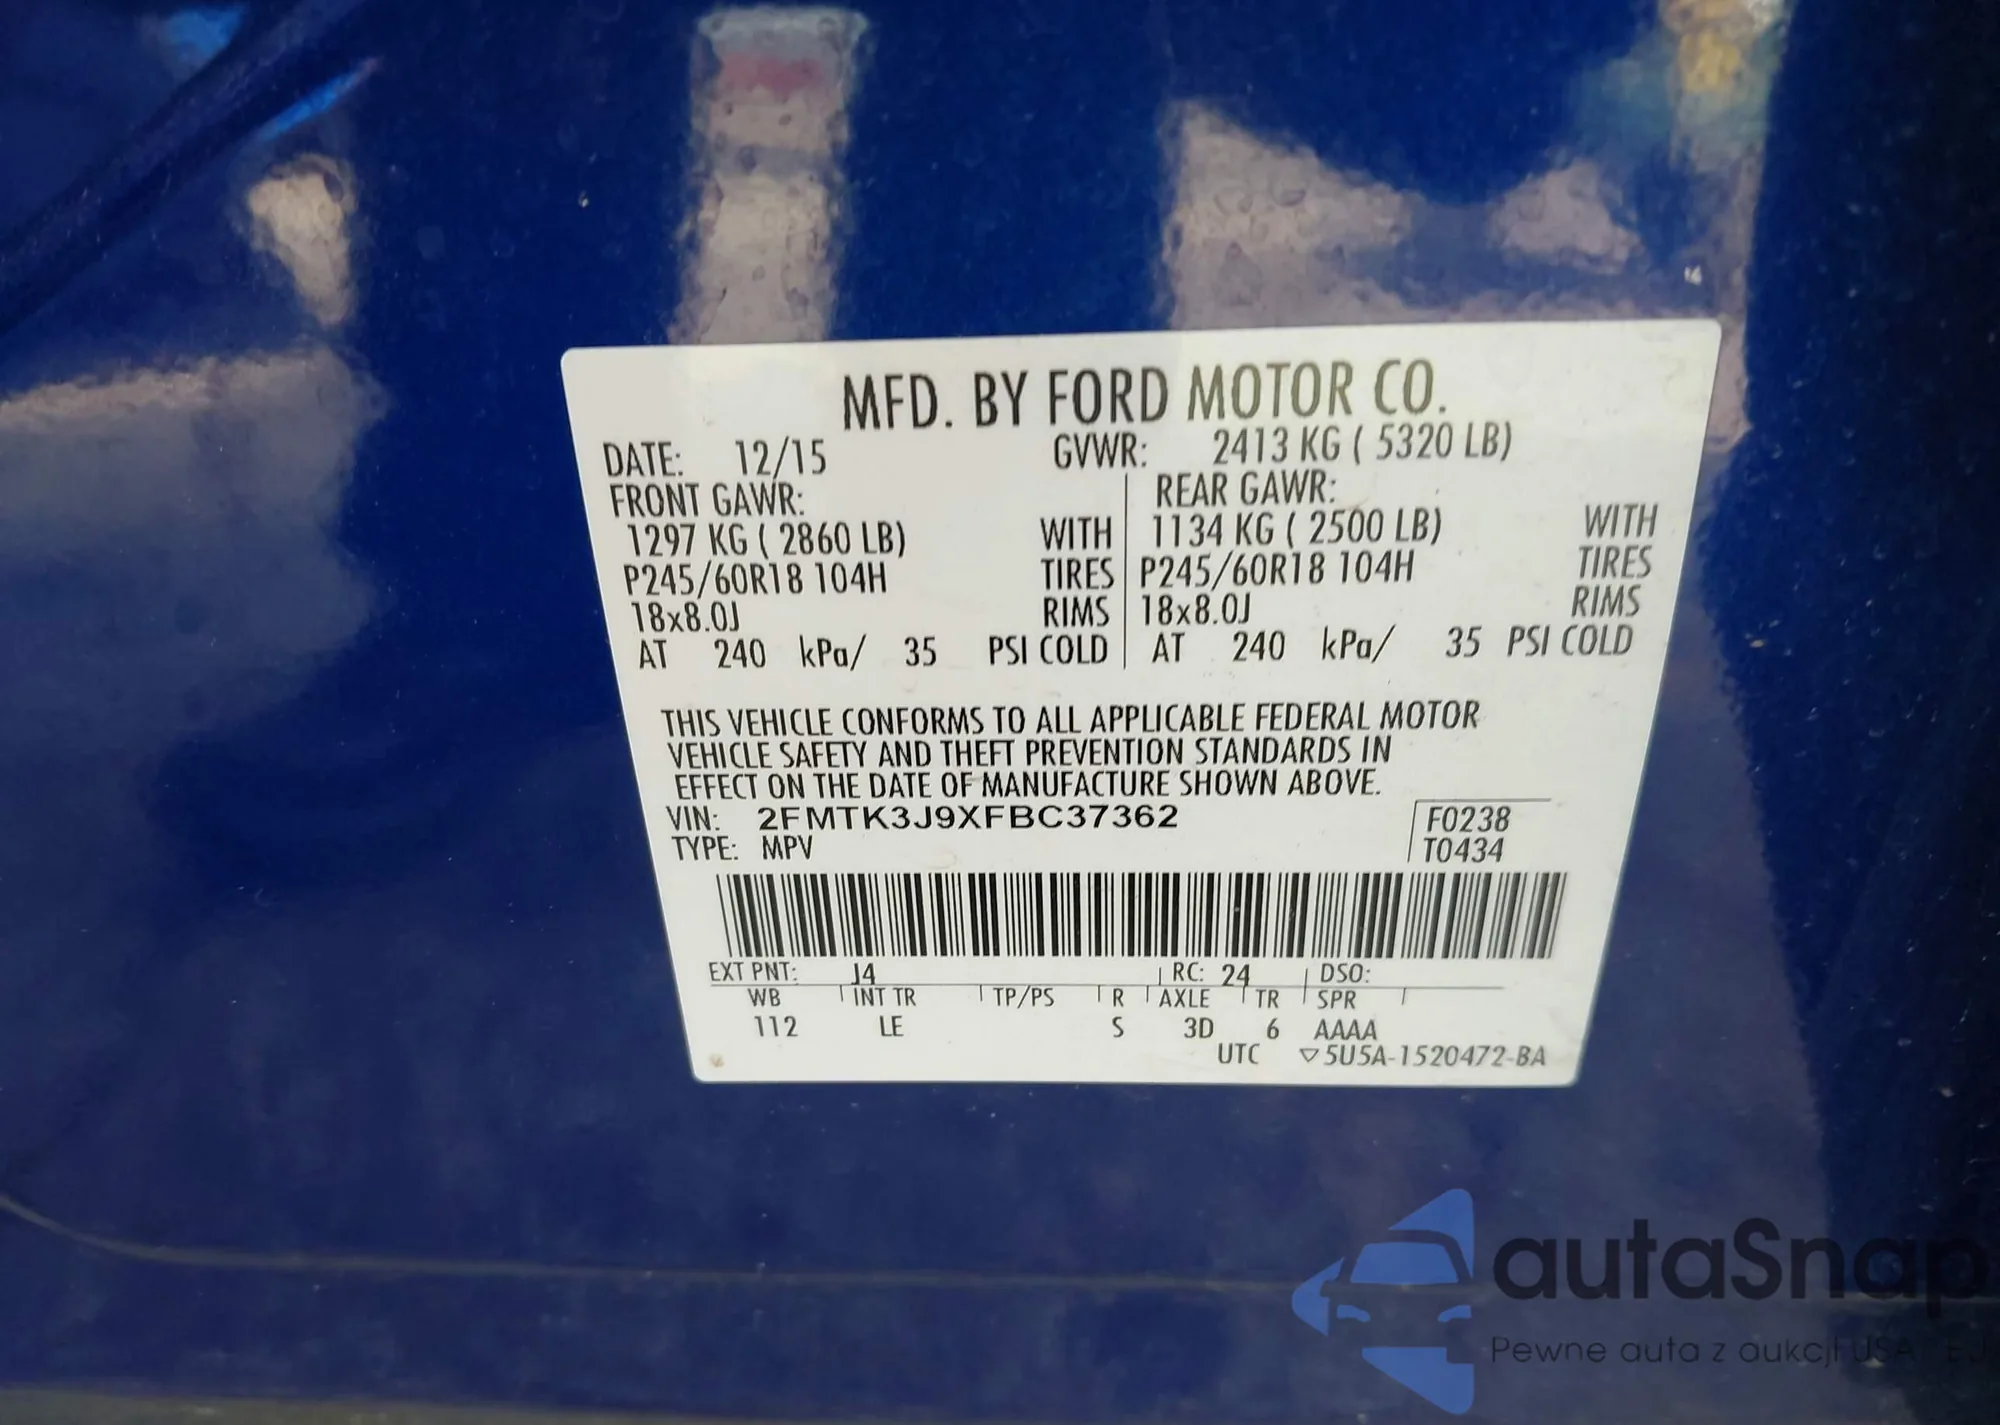 MFD. BY FORD MOTOR CO.
DATE: 12/15 GVWR: 2413 KG ( 5320 LB)
FRONT GAWR: REAR GAWR:
1297 KG ( 2860 LB) WITH 1134 KG ( 2500 LB) WITH
P245/60R18 104H TIRES P245/60R18 104H TIRES
18x8.0J RIMS 18x8.0J RIMS
AT 240 kPa/ 35 PSI COLD AT 240 kPa/ 35 PSI COLD
THIS VEHICLE CONFORMS TO ALL APPLICABLE FEDERAL MOTOR
VEHICLE SAFETY AND THEFT PREVENTION STANDARDS IN
EFFECT ON THE DATE OF MANUFACTURE SHOWN ABOVE.
VIN: 2FMTK3J9XFBC37362 F0238
TYPE: MPV T0434
EXT PNT: J4 RC: 24 DSO:
WB INT TR TP/PS R AXLE TR SPR
112 LE S 3D 6 AAAA
UTC ▽5U5A-1520472-BA
autaSnap
Pewne auta z aukcji USA